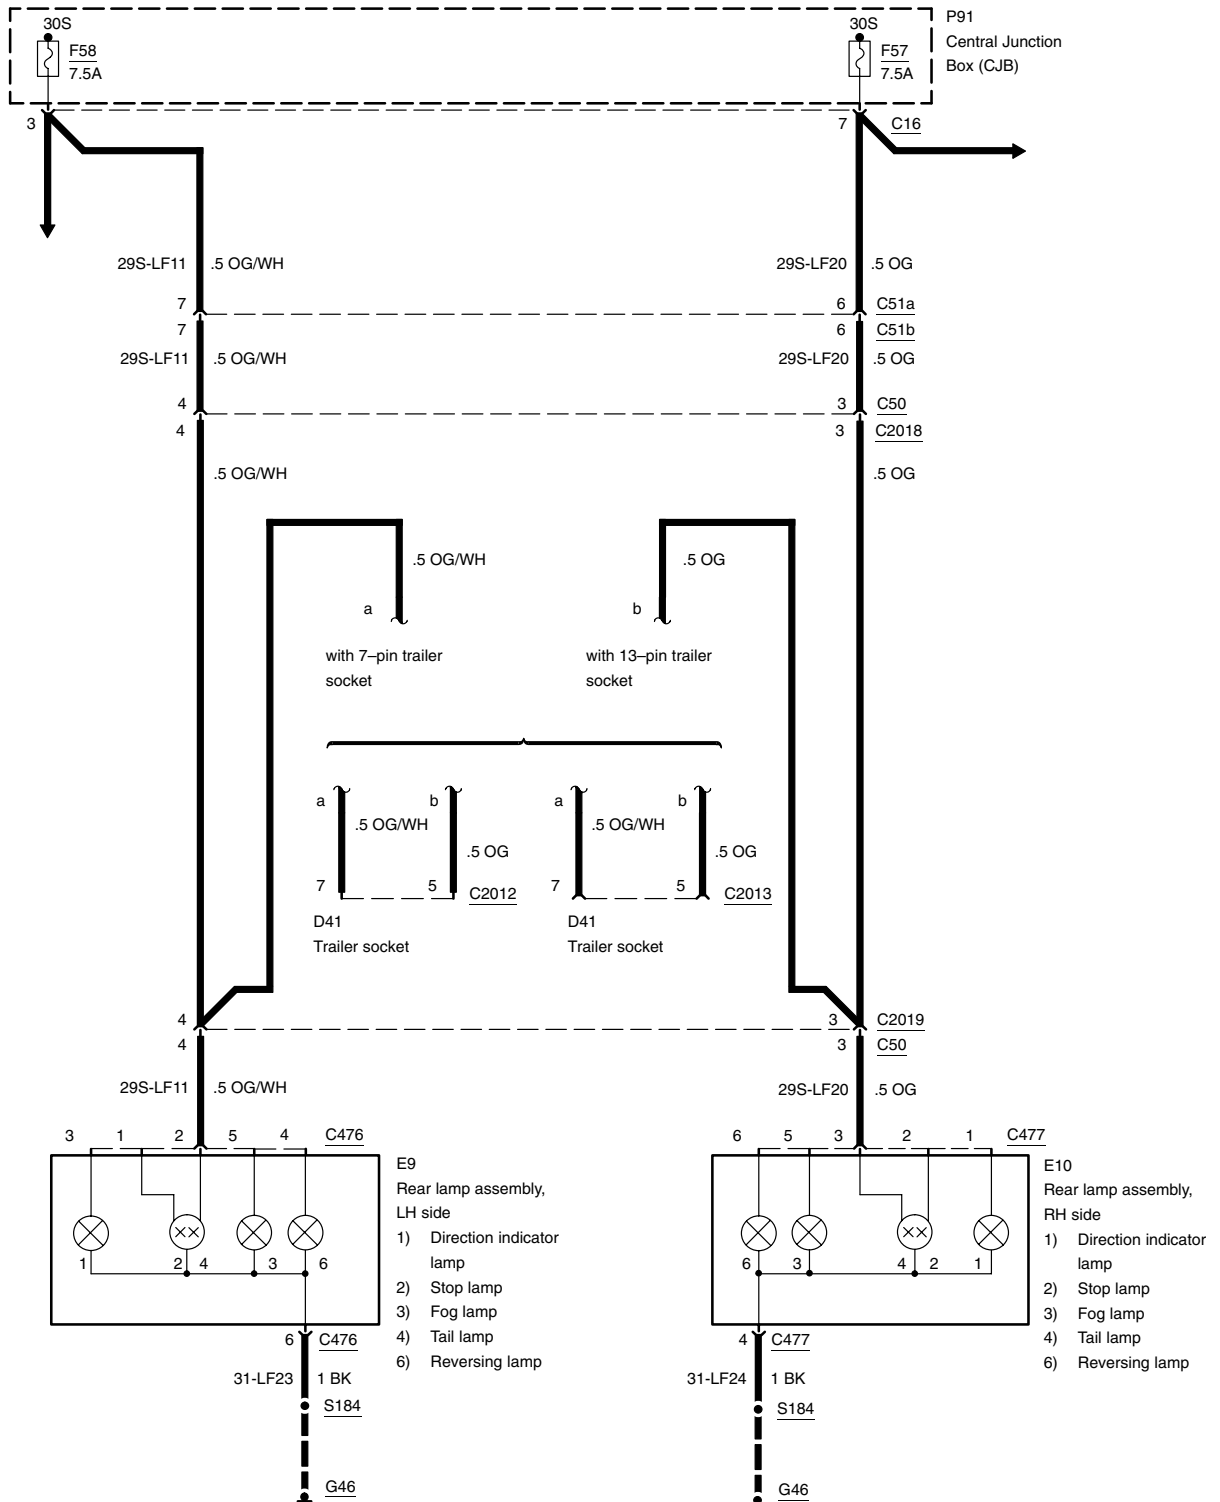 30S
30S
P91
F58
F57
Central Junction
7.5A
7.5A
Box (CJB)
3
7
C16
29S-LF11
.5 OG/WH
29S-LF20
.5 OG
7
6
C51a
7
6
C51b
29S-LF11
.5 OG/WH
29S-LF20
.5 OG
4
3
C50
4
3
C2018
.5 OG/WH
.5 OG
.5 OG/WH
.5 OG
a
b
with 7–pin trailer
socket
with 13–pin trailer
socket
a
b
a
b
.5 OG/WH
.5 OG/WH
.5 OG
.5 OG
7
5
C2012
7
5
C2013
D41
Trailer socket
D41
Trailer socket
4
3
C2019
4
3
C50
29S-LF11
.5 OG/WH
29S-LF20
.5 OG
3
1
2
5
4
C476
6
5
3
2
1
C477
E9
Rear lamp assembly,
LH side
1) Direction indicator
lamp
2) Stop lamp
3) Fog lamp
4) Tail lamp
6) Reversing lamp
1
2
4
3
6
E10
Rear lamp assembly,
RH side
1) Direction indicator
lamp
2) Stop lamp
3) Fog lamp
4) Tail lamp
6) Reversing lamp
6
3
4
2
1
6
C476
4
C477
31-LF23
1 BK
31-LF24
1 BK
S184
S184
G46
G46